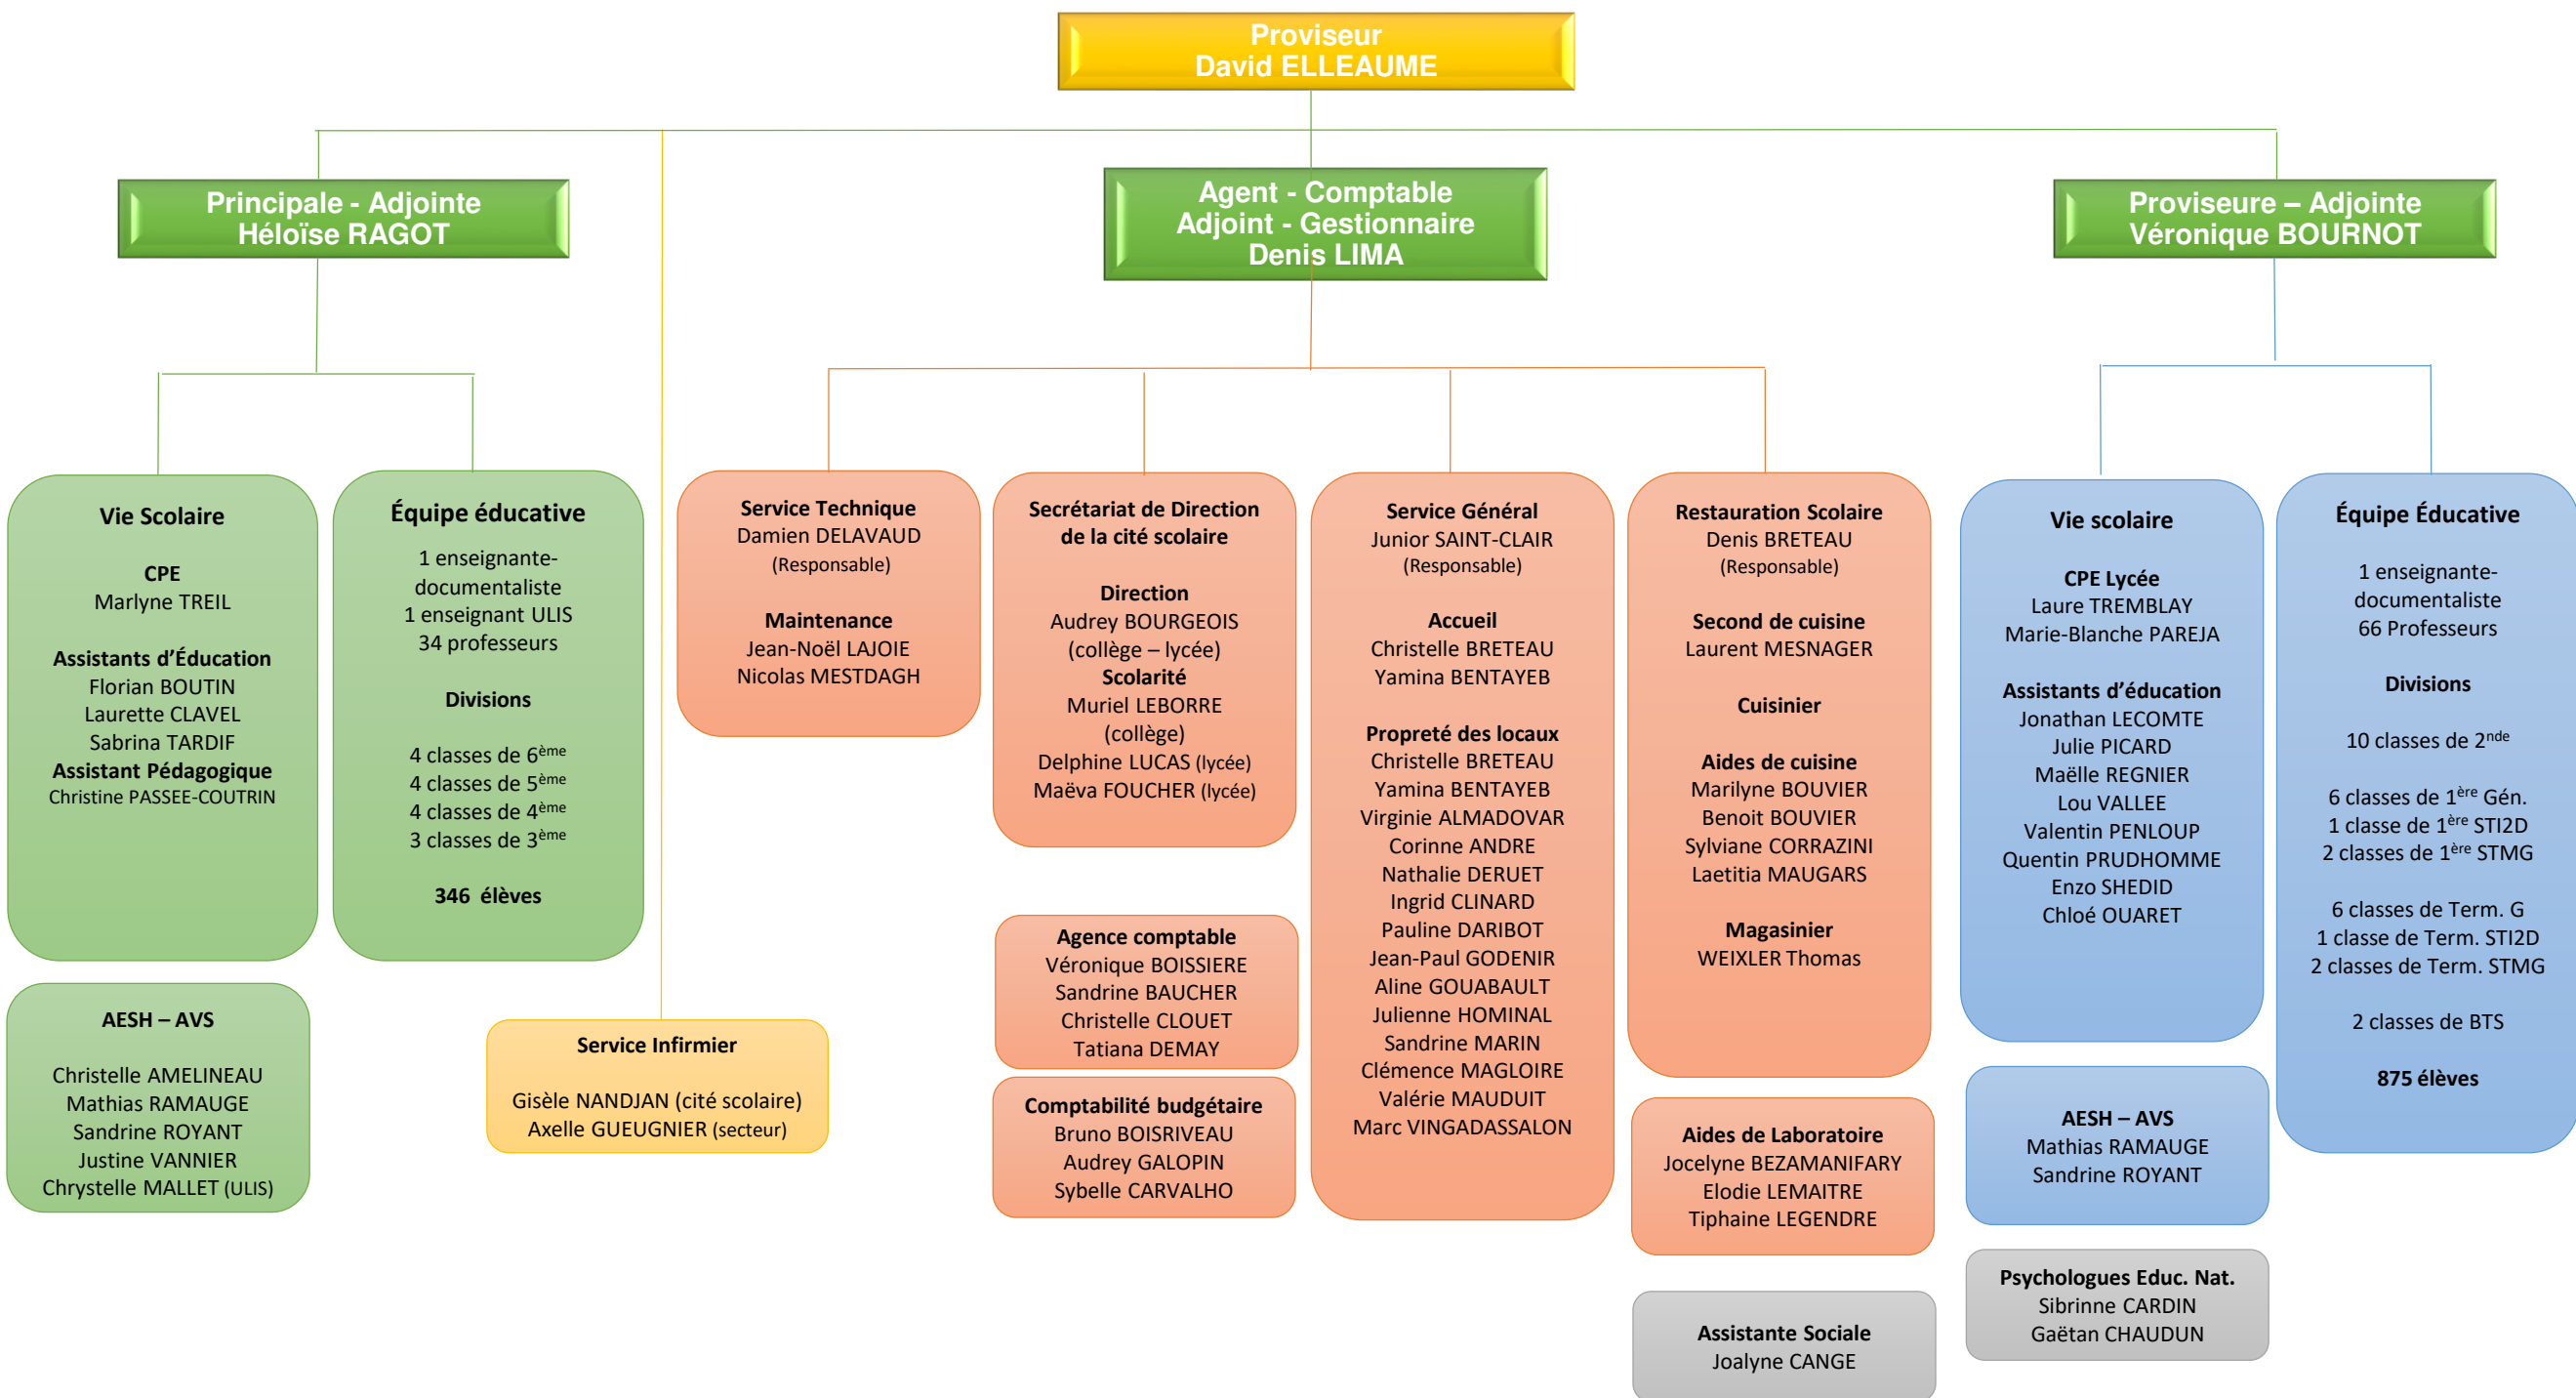 Proviseur
David ELLEAUME
Principale - Adjointe
Héloïse RAGOT
Agent - Comptable
Adjoint - Gestionnaire
Denis LIMA
Proviseure – Adjointe
Véronique BOURNOT
Vie Scolaire
CPE
Marlyne TREIL
Assistants d’Éducation
Florian BOUTIN
Laurette CLAVEL
Sabrina TARDIF
Assistant Pédagogique
Christine PASSEE-COUTRIN
AESH – AVS
Christelle AMELINEAU
Mathias RAMAUGE
Sandrine ROYANT
Justine VANNIER
Chrystelle MALLET (ULIS)
Équipe éducative
1 enseignante-
documentaliste
1 enseignant ULIS
34 professeurs
Divisions
4 classes de 6ème
4 classes de 5ème
4 classes de 4ème
3 classes de 3ème
346 élèves
Service Infirmier
Gisèle NANDJAN (cité scolaire)
Axelle GUEUGNIER (secteur)
Service Technique
Damien DELAVAUD
(Responsable)
Maintenance
Jean-Noël LAJOIE
Nicolas MESTDAGH
Secrétariat de Direction
de la cité scolaire
Direction
Audrey BOURGEOIS
(collège – lycée)
Scolarité
Muriel LEBORRE
(collège)
Delphine LUCAS (lycée)
Maëva FOUCHER (lycée)
Agence comptable
Véronique BOISSIERE
Sandrine BAUCHER
Christelle CLOUET
Tatiana DEMAY
Comptabilité budgétaire
Bruno BOISRIVEAU
Audrey GALOPIN
Sybelle CARVALHO
Service Général
Junior SAINT-CLAIR
(Responsable)
Accueil
Christelle BRETEAU
Yamina BENTAYEB
Propreté des locaux
Christelle BRETEAU
Yamina BENTAYEB
Virginie ALMADOVAR
Corinne ANDRE
Nathalie DERUET
Ingrid CLINARD
Pauline DARIBOT
Jean-Paul GODENIR
Aline GOUABAULT
Julienne HOMINAL
Sandrine MARIN
Clémence MAGLOIRE
Valérie MAUDUIT
Marc VINGADASSALON
Restauration Scolaire
Denis BRETEAU
(Responsable)
Second de cuisine
Laurent MESNAGER
Cuisinier
Aides de cuisine
Marilyne BOUVIER
Benoit BOUVIER
Sylviane CORRAZINI
Laetitia MAUGARS
Magasinier
WEIXLER Thomas
Aides de Laboratoire
Jocelyne BEZAMANIFARY
Elodie LEMAITRE
Tiphaine LEGENDRE
Assistante Sociale
Joalyne CANGE
Vie scolaire
CPE Lycée
Laure TREMBLAY
Marie-Blanche PAREJA
Assistants d’éducation
Jonathan LECOMTE
Julie PICARD
Maëlle REGNIER
Lou VALLEE
Valentin PENLOUP
Quentin PRUDHOMME
Enzo SHEDID
Chloé OUARET
AESH – AVS
Mathias RAMAUGE
Sandrine ROYANT
Psychologues Educ. Nat.
Sibrinne CARDIN
Gaëtan CHAUDUN
Équipe Éducative
1 enseignante-
documentaliste
66 Professeurs
Divisions
10 classes de 2nde
6 classes de 1ère Gén.
1 classe de 1ère STI2D
2 classes de 1ère STMG
6 classes de Term. G
1 classe de Term. STI2D
2 classes de Term. STMG
2 classes de BTS
875 élèves